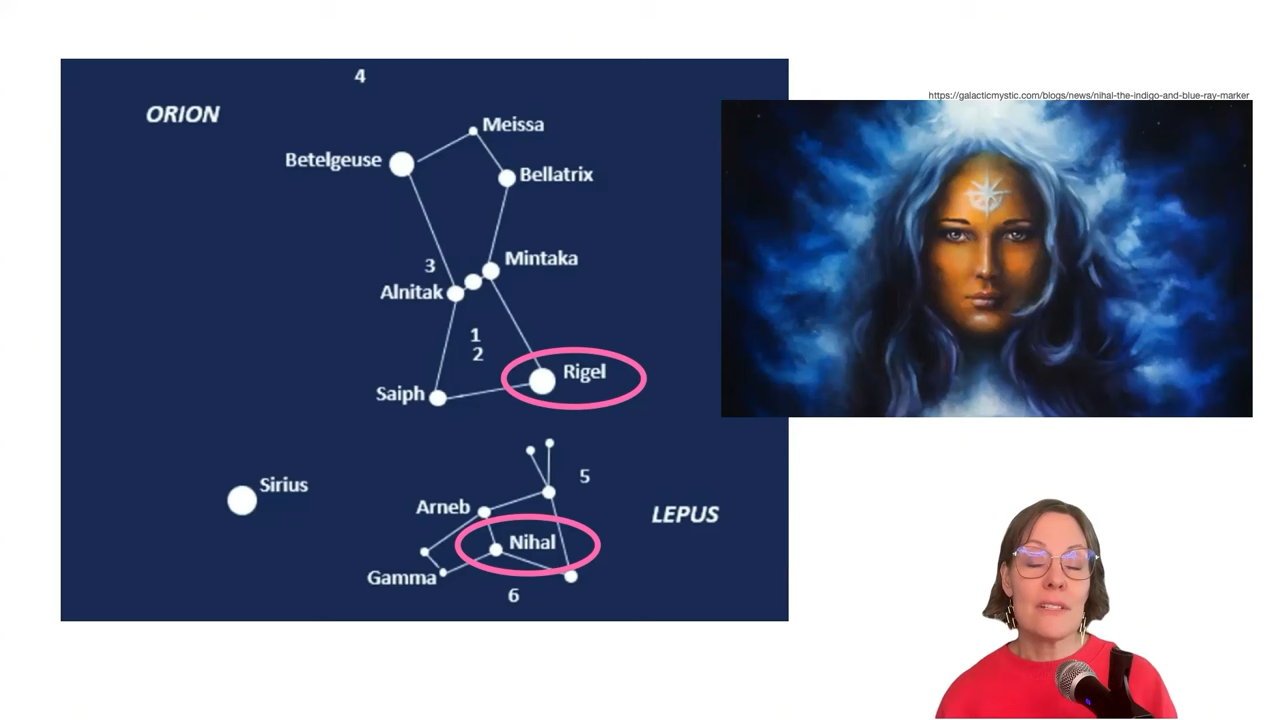 4
ORION
Meissa
Betelgeuse
Bellatrix
Mintaka
3
Alnitak
1
2
Rigel
Saiph
5
Sirius
Arneb
LEPUS
Nihal
Gamma
6
https://galacticmystic.com/blogs/news/nihal-the-indigo-and-blue-ray-marker